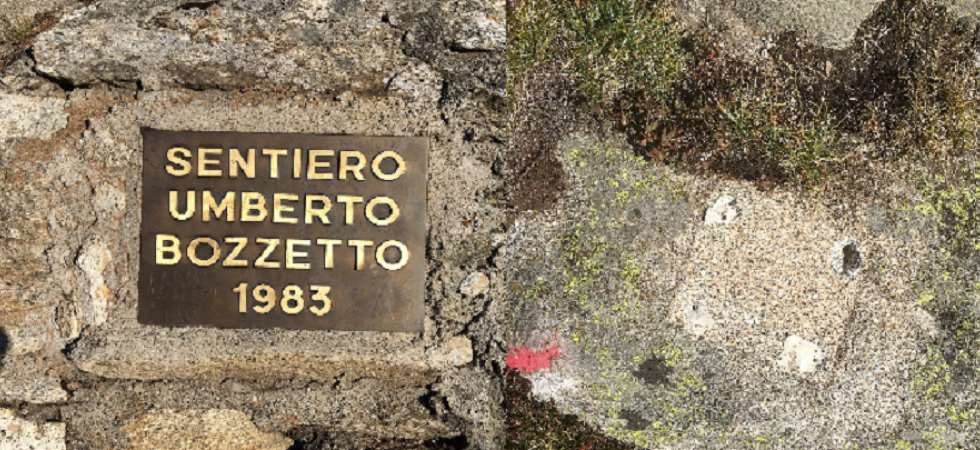 SENTIERO
UMBERTO
BOZZETTO
1983